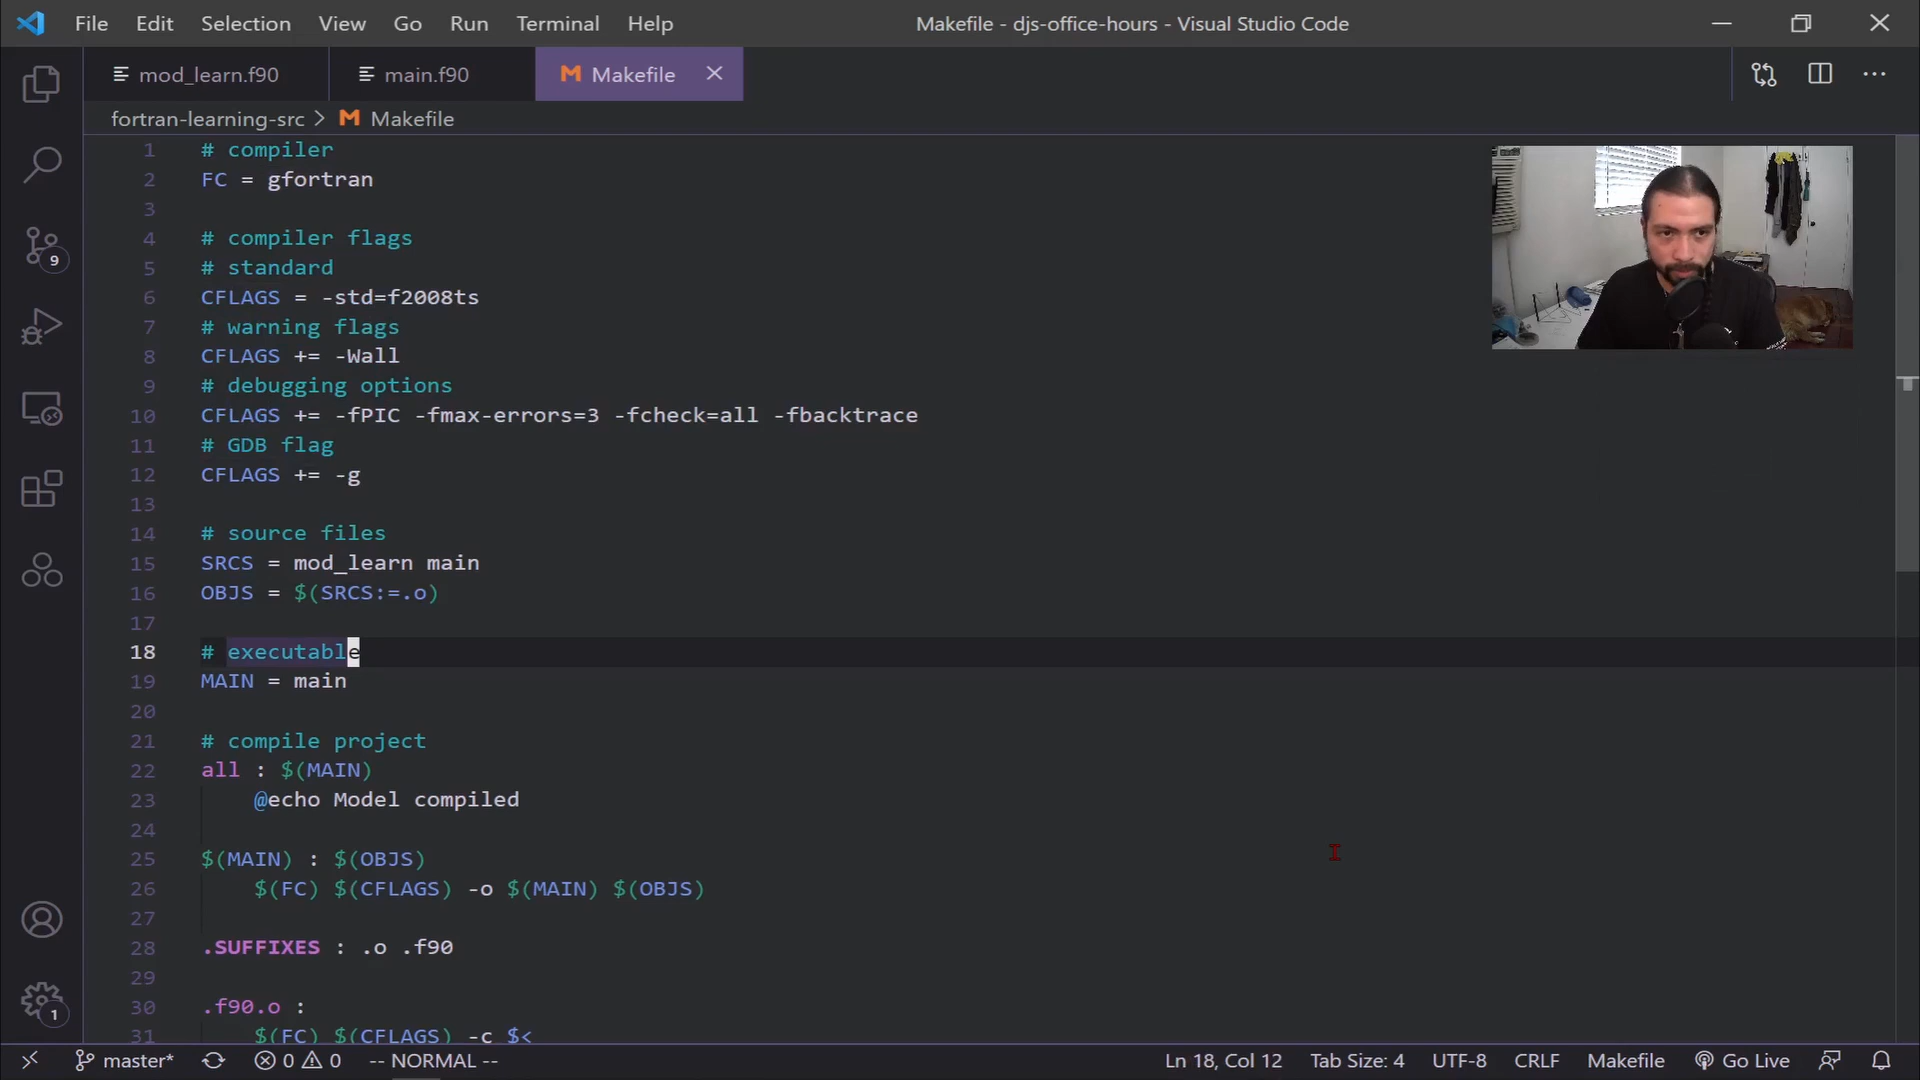 File Edit Selection View Go Run Terminal Help Makefile - djs-office-hours - Visual Studio Code
mod_learn.f90 main.f90 M Makefile
fortran-learning-src > M Makefile
1 # compiler
2 FC = gfortran
3
4 # compiler flags
5 # standard
6 CFLAGS = -std=f2008ts
7 # warning flags
8 CFLAGS += -Wall
9 # debugging options
10 CFLAGS += -fPIC -fmax-errors=3 -fcheck=all -fbacktrace
11 # GDB flag
12 CFLAGS += -g
13
14 # source files
15 SRCS = mod_learn main
16 OBJS = $(SRCS:=.o)
17
18 # executable
19 MAIN = main
20
21 # compile project
22 all : $(MAIN)
23 @echo Model compiled
24
25 $(MAIN) : $(OBJS)
26 $(FC) $(CFLAGS) -o $(MAIN) $(OBJS)
27
28 .SUFFIXES : .o .f90
29
30 .f90.o :
31 $(FC) $(CFLAGS) -c $<
9
1
master* 0 0 -- NORMAL -- Ln 18, Col 12 Tab Size: 4 UTF-8 CRLF Makefile Go Live